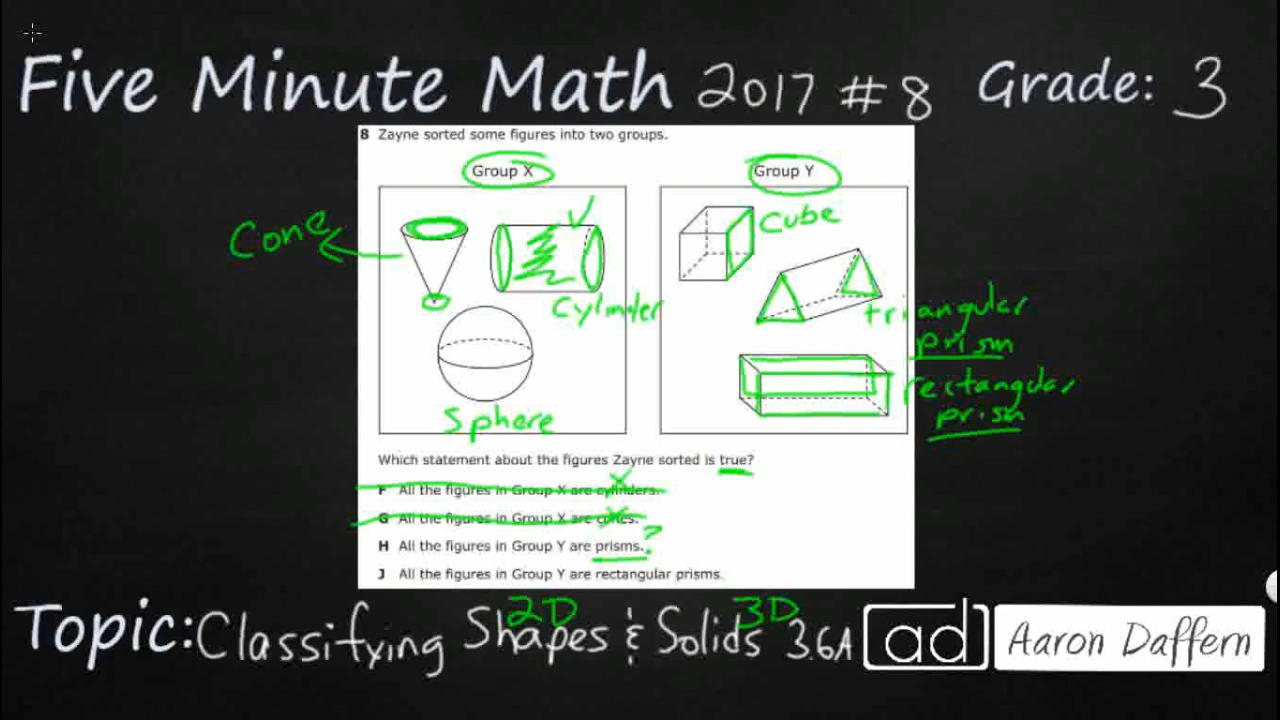 Five Minute Math 2017 #8 Grade: 3
8 Zayne sorted some figures into two groups.
Group X Group Y
Cone
Cube
Cylinder
triangular
prism
rectangular
prism
Sphere
Which statement about the figures Zayne sorted is true?
F All the figures in Group X are cylinders.
G All the figures in Group X are cones.
H All the figures in Group Y are prisms. ?
J All the figures in Group Y are rectangular prisms.
2D 3D
Topic: Classifying Shapes & Solids 3.6A ad Aaron Daffern